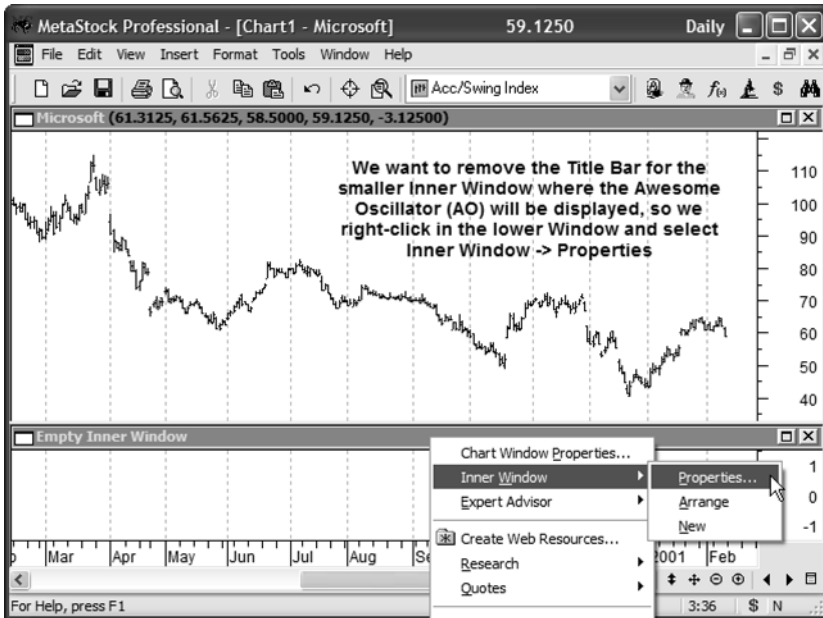 MetaStock Professional - [Chart1 - Microsoft] 59.1250 Daily
File Edit View Insert Format Tools Window Help
Acc/Swing Index
Microsoft (61.3125, 61.5625, 58.5000, 59.1250, -3.12500)
We want to remove the Title Bar for the
smaller Inner Window where the Awesome
Oscillator (AO) will be displayed, so we
right-click in the lower Window and select
Inner Window -> Properties
110
100
90
80
70
60
50
40
Empty Inner Window
1
0
-1
Chart Window Properties...
Inner Window
Expert Advisor
Create Web Resources...
Research
Quotes
Properties...
Arrange
New
Mar Apr May Jun Jul Aug 2001 Feb
For Help, press F1 3:36 $ N